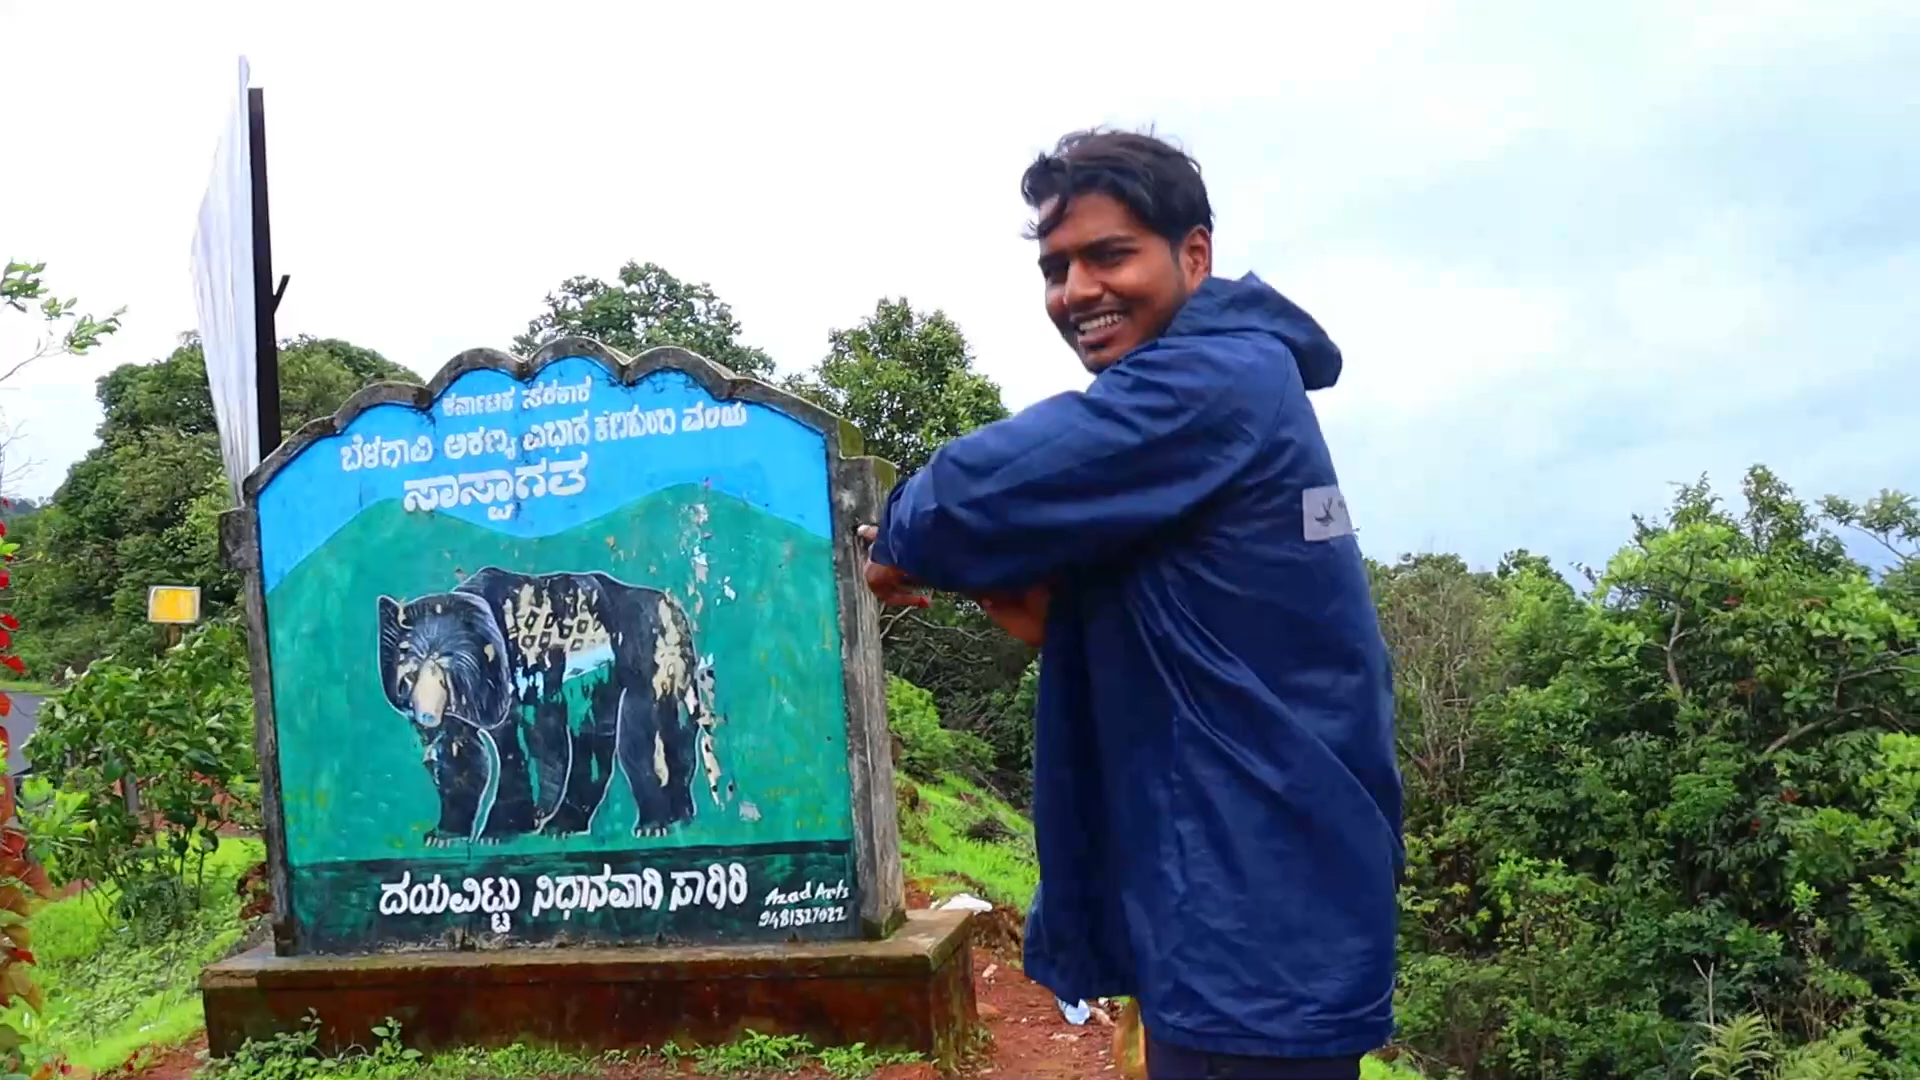 ಕರ್ನಾಟಕ ಸರಕಾರ
ಬೆಳಗಾವಿ ಅರಣ್ಯ ವಿಭಾಗ ಕಣಕುಂಬಿ ವಲಯ
ಸುಸ್ವಾಗತ
ದಯವಿಟ್ಟು ನಿಧಾನವಾಗಿ ಸಾಗಿರಿ
Azad Arts
9481327022